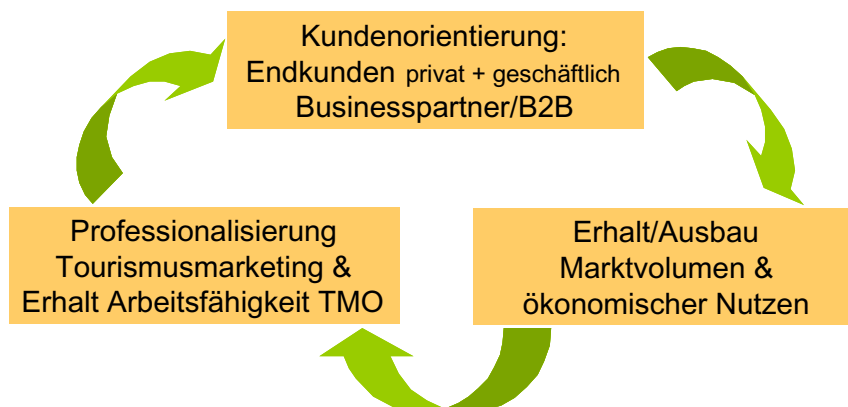 Kundenorientierung:
Endkunden privat + geschäftlich
Businesspartner/B2B
Professionalisierung
Tourismusmarketing &
Erhalt Arbeitsfähigkeit TMO
Erhalt/Ausbau
Marktvolumen &
ökonomischer Nutzen